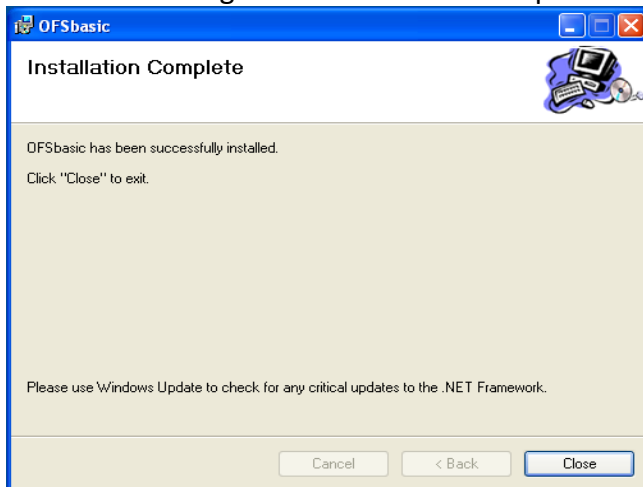 OFSbasic
Installation Complete
OFSbasic has been successfully installed.
Click "Close" to exit.
Please use Windows Update to check for any critical updates to the .NET Framework.
Cancel
< Back
Close